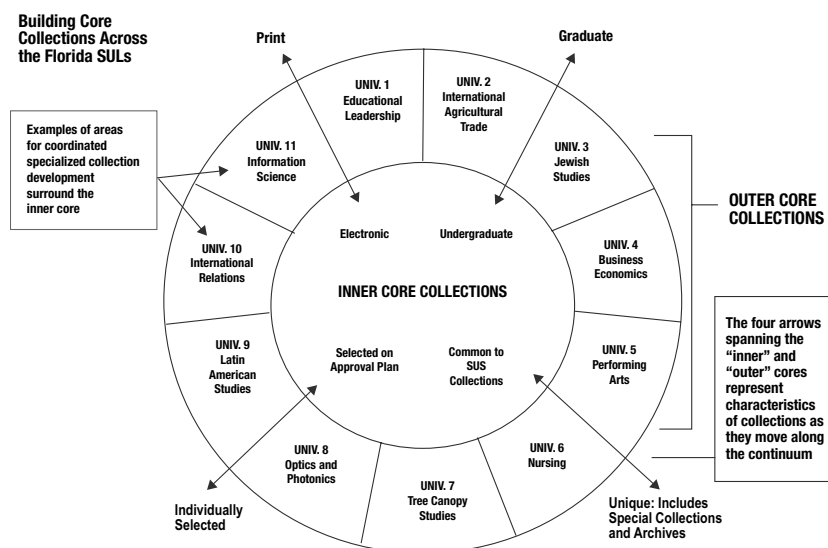 Building Core
Collections Across
the Florida SULs
Print
Graduate
Examples of areas
for coordinated
specialized collection
development
surround the
inner core
UNIV. 1
Educational
Leadership
UNIV. 2
International
Agricultural
Trade
UNIV. 3
Jewish
Studies
UNIV. 4
Business
Economics
UNIV. 5
Performing
Arts
UNIV. 6
Nursing
UNIV. 7
Tree Canopy
Studies
UNIV. 8
Optics and
Photonics
UNIV. 9
Latin
American
Studies
UNIV. 10
International
Relations
UNIV. 11
Information
Science
Electronic
Undergraduate
INNER CORE COLLECTIONS
Selected on
Approval Plan
Common to
SUS
Collections
OUTER CORE
COLLECTIONS
The four arrows
spanning the
“inner” and
“outer” cores
represent
characteristics
of collections as
they move along
the continuum
Individually
Selected
Unique: Includes
Special Collections
and Archives